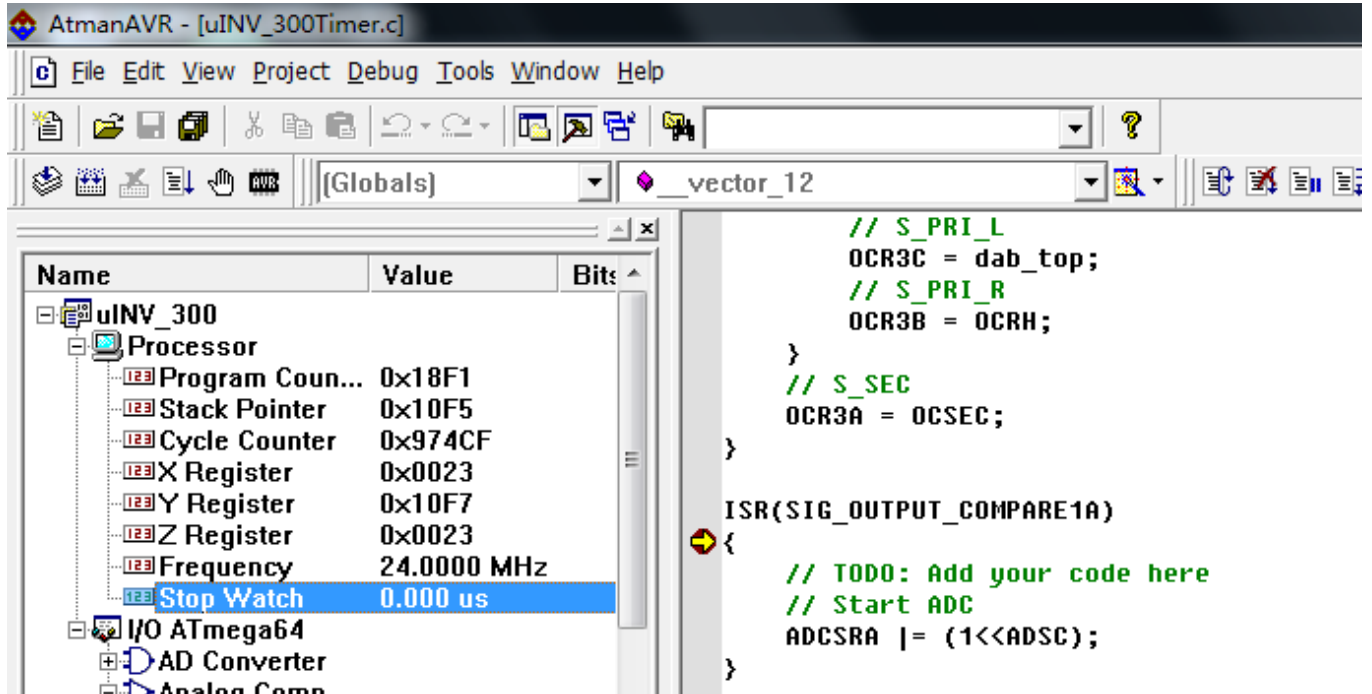 AtmanAVR - [uINV_300Timer.c]
File Edit View Project Debug Tools Window Help
(Globals) __vector_12
Name Value Bits
uINV_300
Processor
Program Coun... 0x18F1
Stack Pointer 0x10F5
Cycle Counter 0x974CF
X Register 0x0023
Y Register 0x10F7
Z Register 0x0023
Frequency 24.0000 MHz
Stop Watch 0.000 us
I/O ATmega64
AD Converter
Analog Comp
// S_PRI_L
OCR3C = dab_top;
// S_PRI_R
OCR3B = OCRH;
}
// S_SEC
OCR3A = OCSEC;
}
ISR(SIG_OUTPUT_COMPARE1A)
{
// TODO: Add your code here
// Start ADC
ADCSRA |= (1<<ADSC);
}